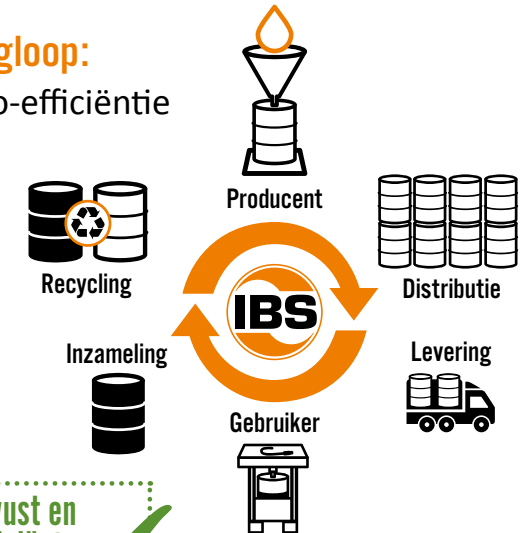 gloop:
o-efficiëntie
Producent
Recycling
Distributie
IBS
Inzameling
Levering
Gebruiker
ust en